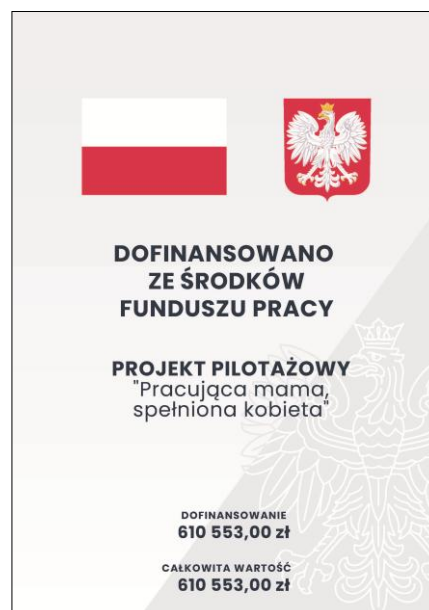 DOFINANSOWANO
ZE ŚRODKÓW
FUNDUSZU PRACY
PROJEKT PILOTAŻOWY
"Pracująca mama,
spełniona kobieta"
DOFINANSOWANIE
610 553,00 zł
CAŁKOWITA WARTOŚĆ
610 553,00 zł